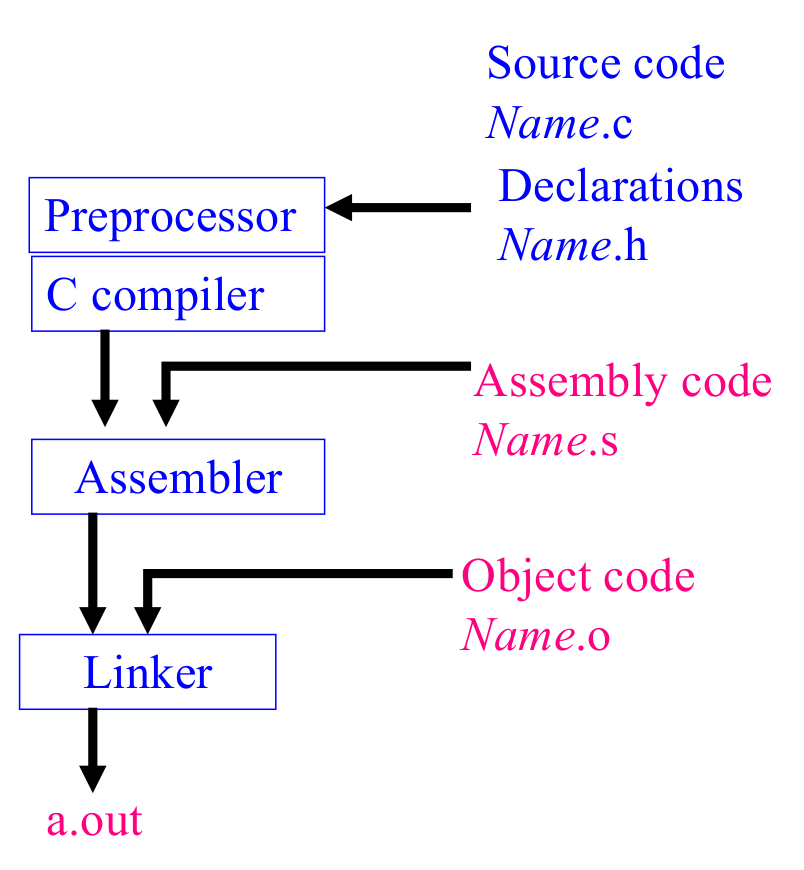 Source code
Name.c
Declarations
Name.h
Preprocessor
C compiler
Assembly code
Name.s
Assembler
Object code
Name.o
Linker
a.out